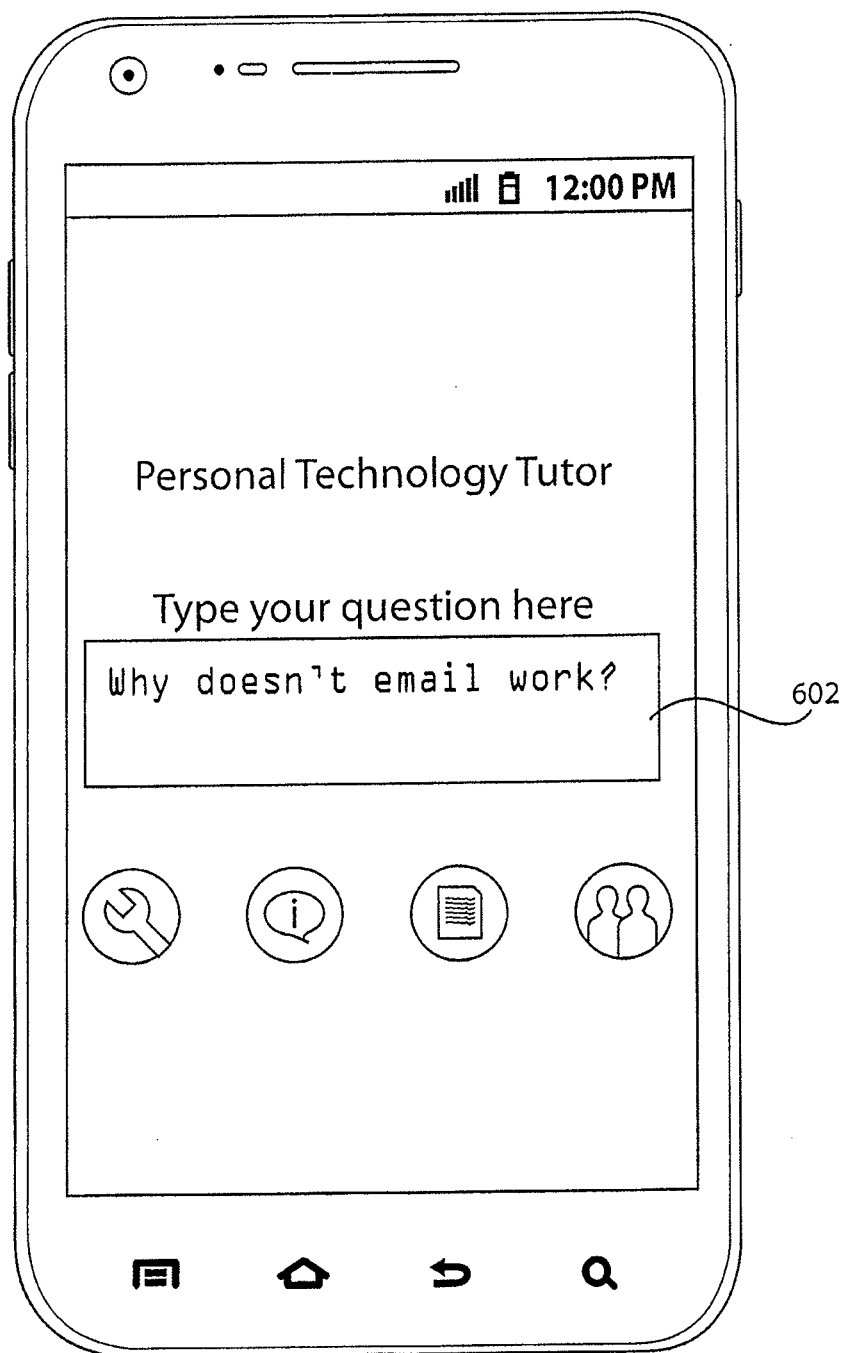 12:00 PM
Personal Technology Tutor
Type your question here
Why doesn't email work?
602
i